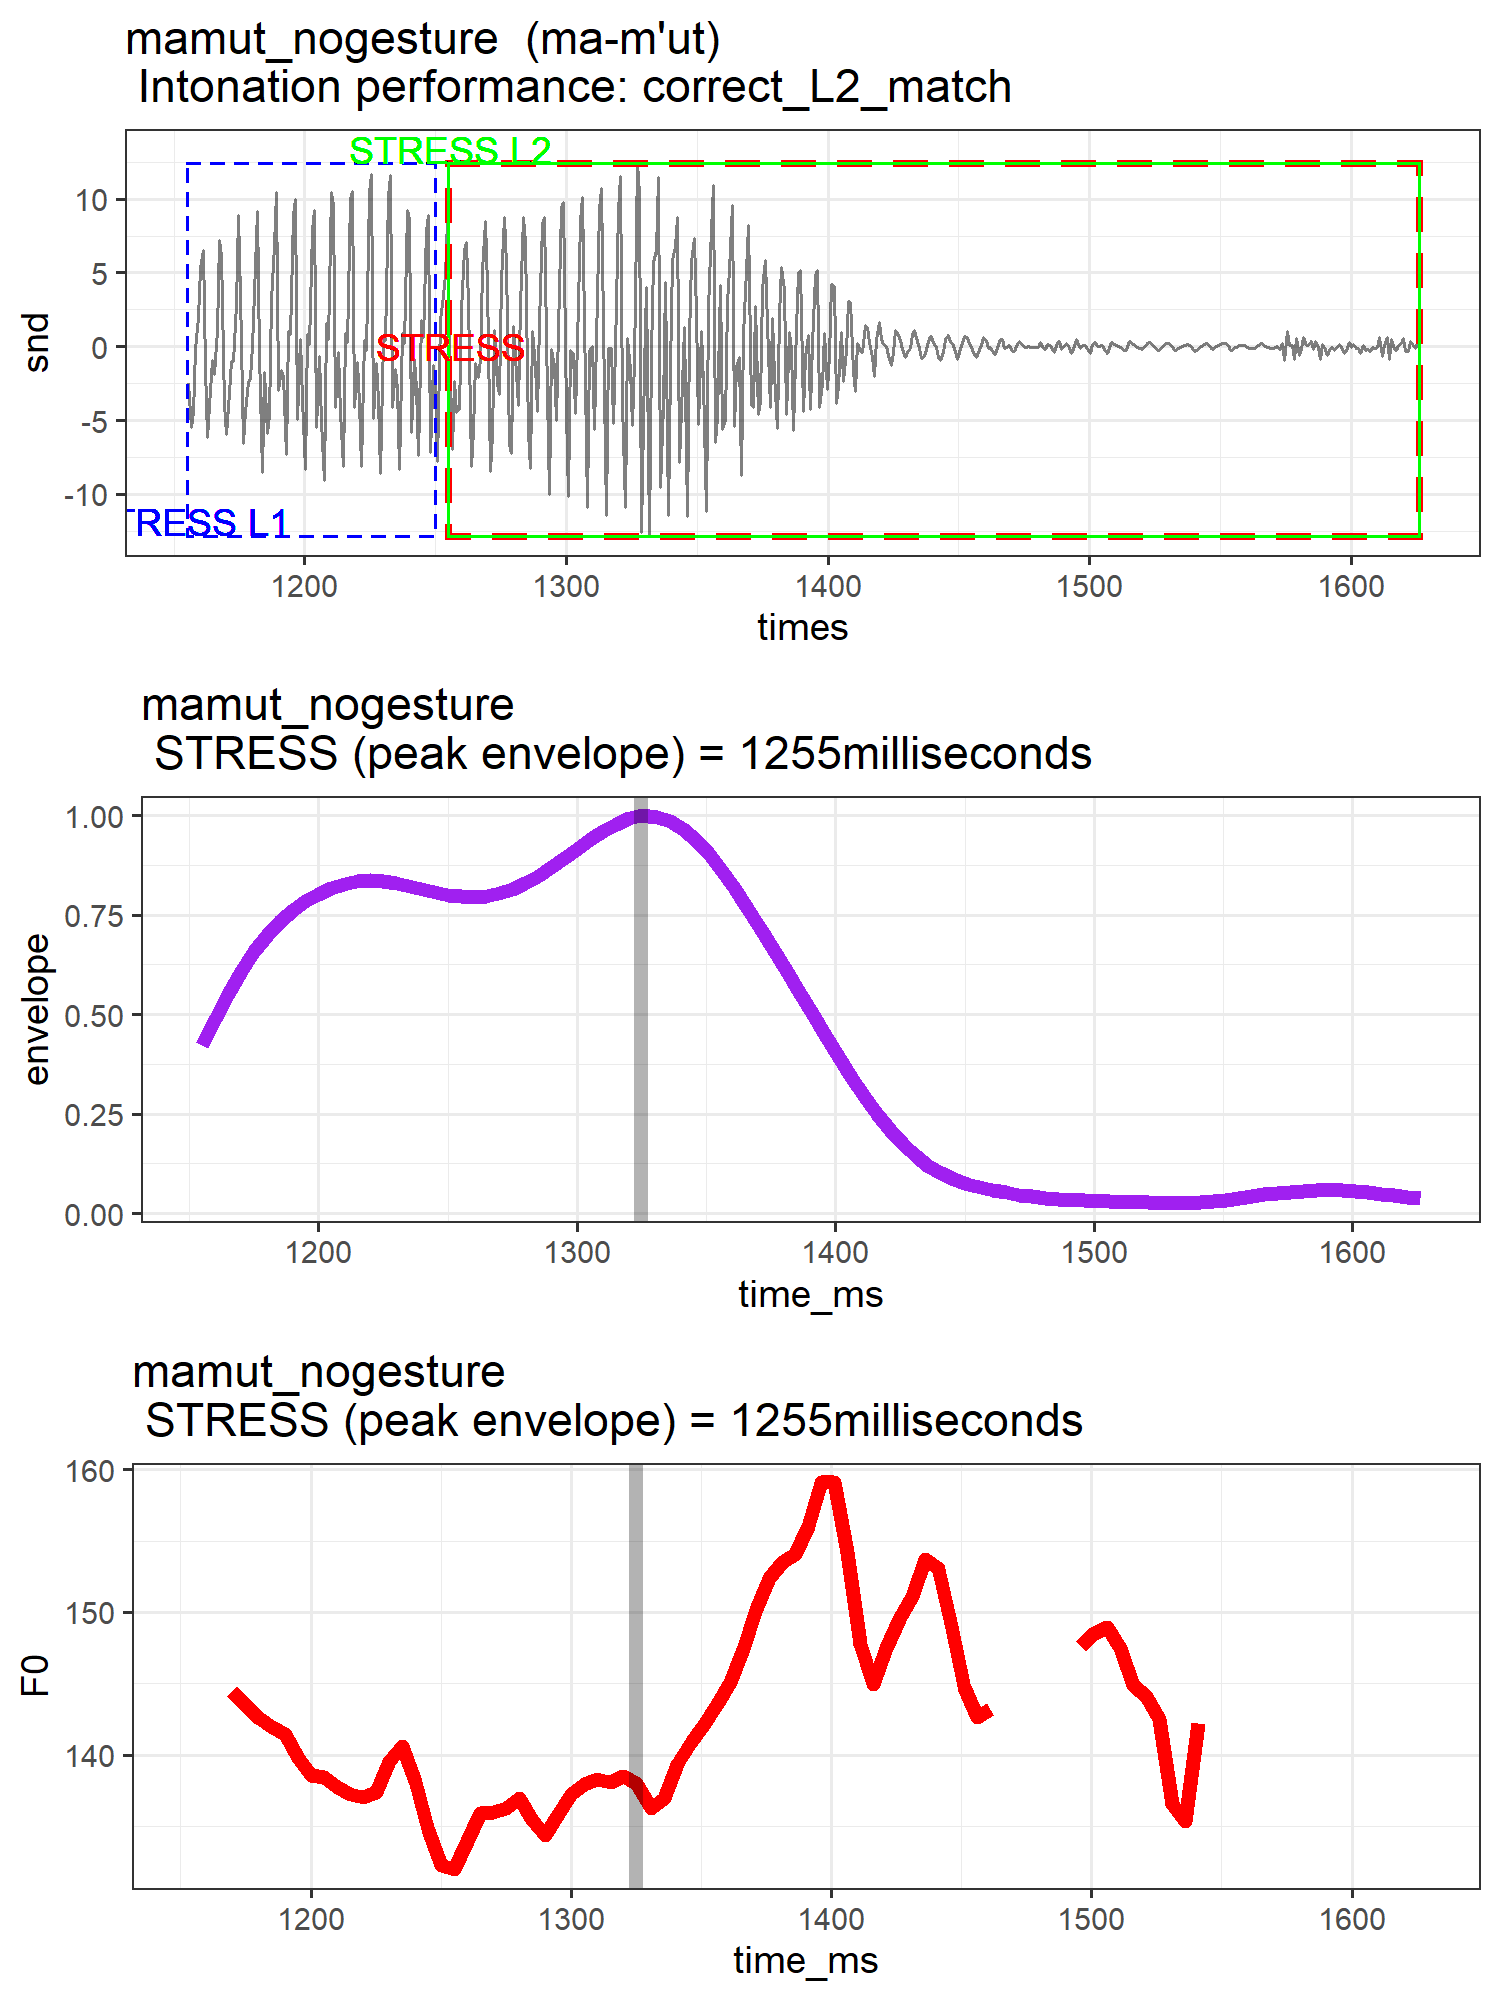 mamut_nogesture  (ma-m'ut)
Intonation performance: correct_L2_match
STRESS L2
10
5
STRESS
0
-5
-10
TRESS L1
snd
1200 1300 1400 1500 1600
times
mamut_nogesture
STRESS (peak envelope) = 1255milliseconds
1.00
0.75
0.50
0.25
0.00
envelope
1200 1300 1400 1500 1600
time_ms
mamut_nogesture
STRESS (peak envelope) = 1255milliseconds
160
150
140
F0
1200 1300 1400 1500 1600
time_ms